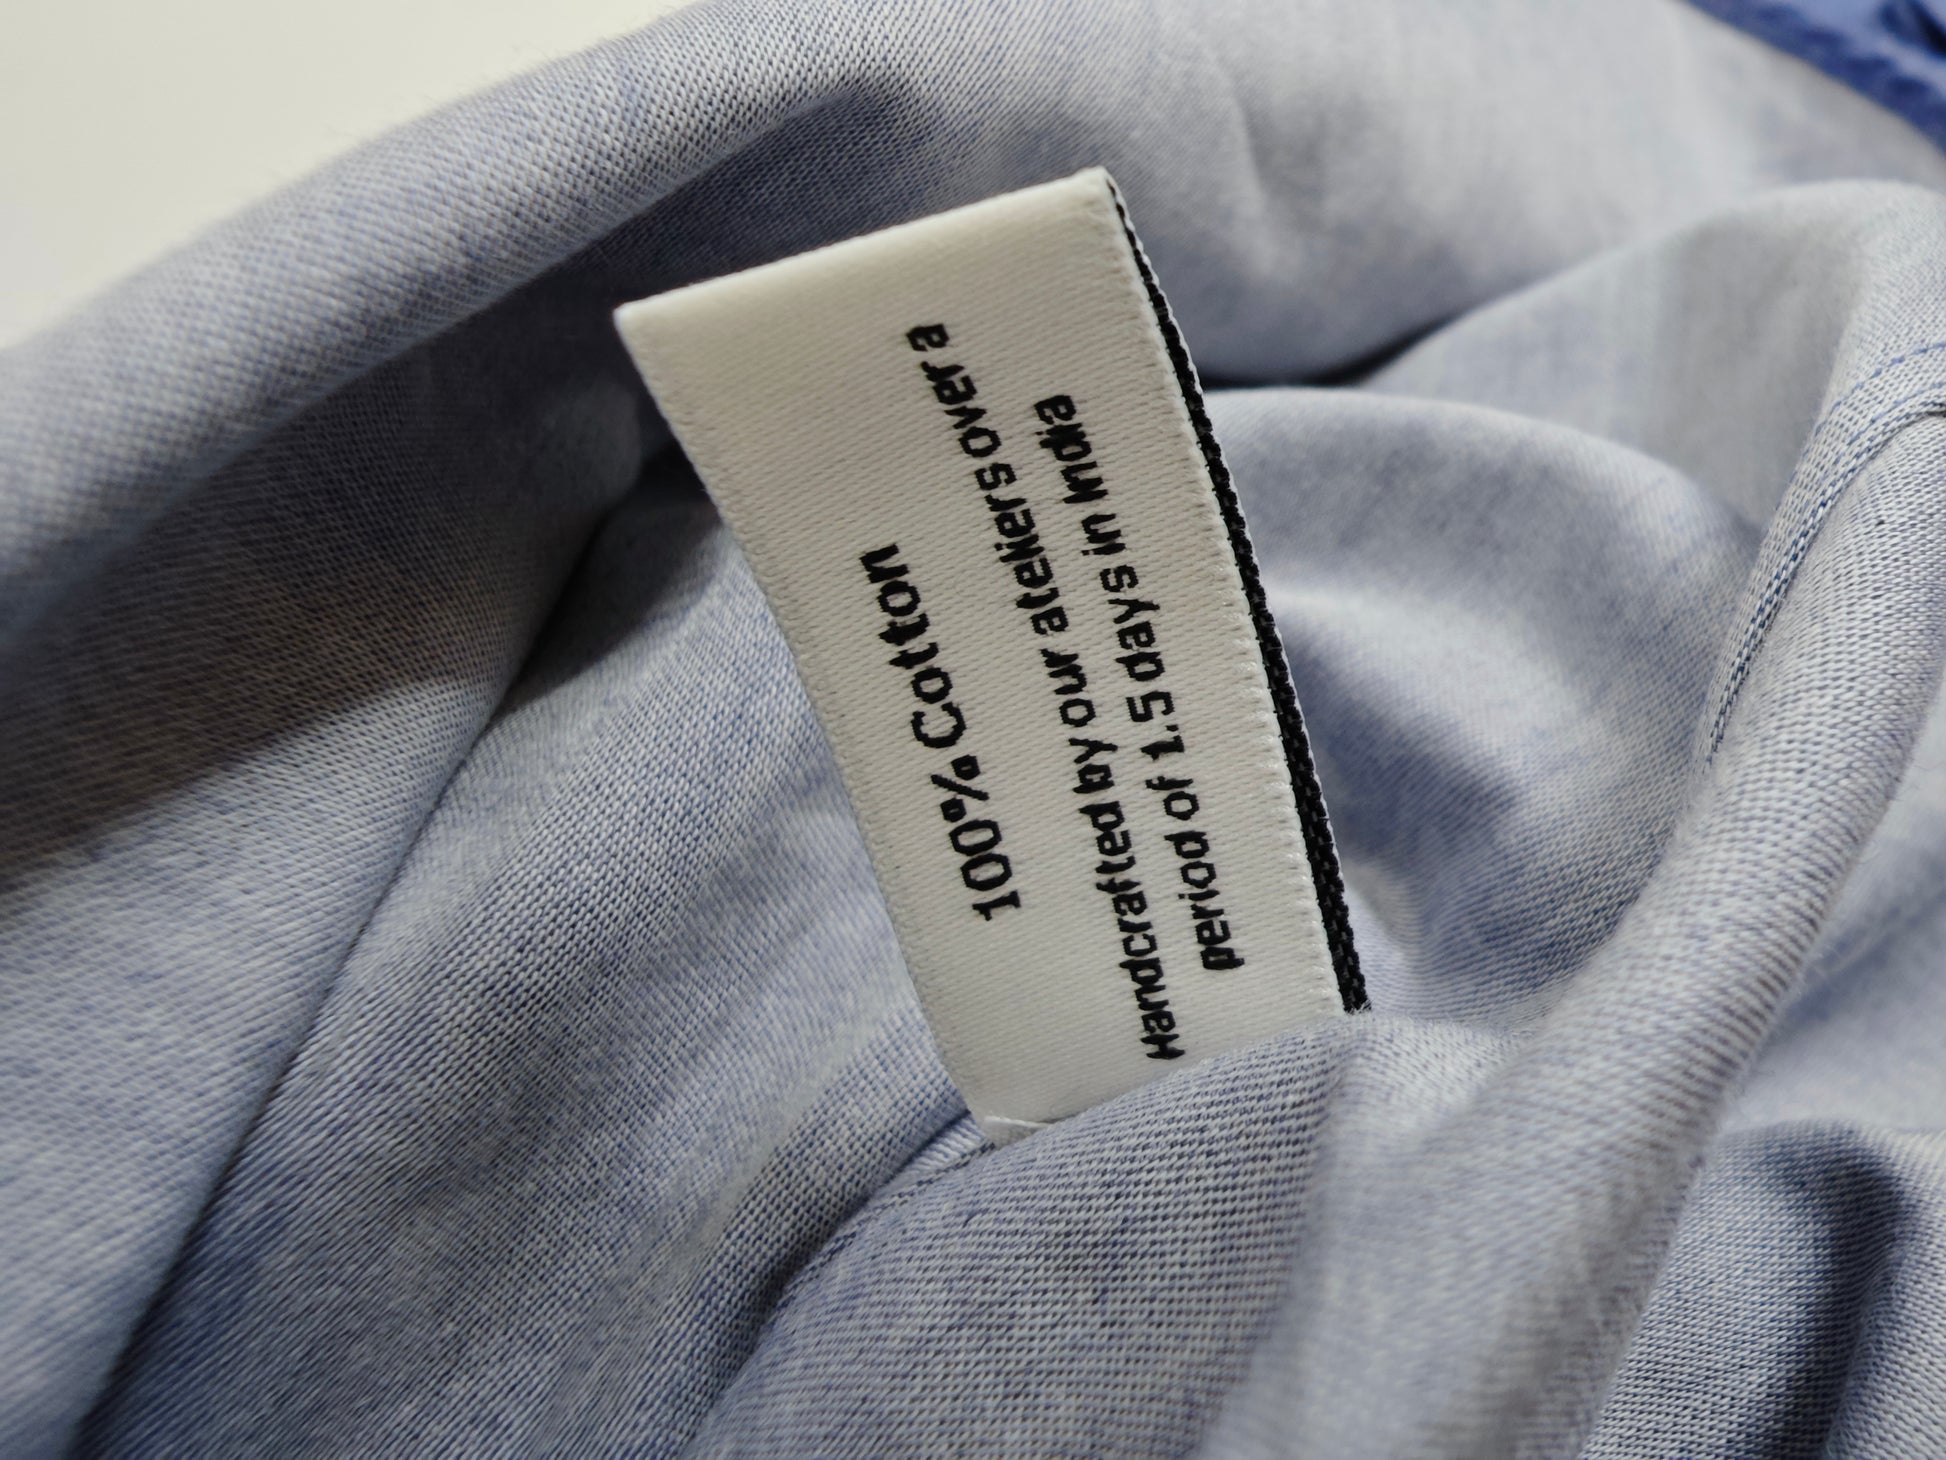 100% Cotton
Handcrafted by our ateliers over a
period of 1.5 days in India